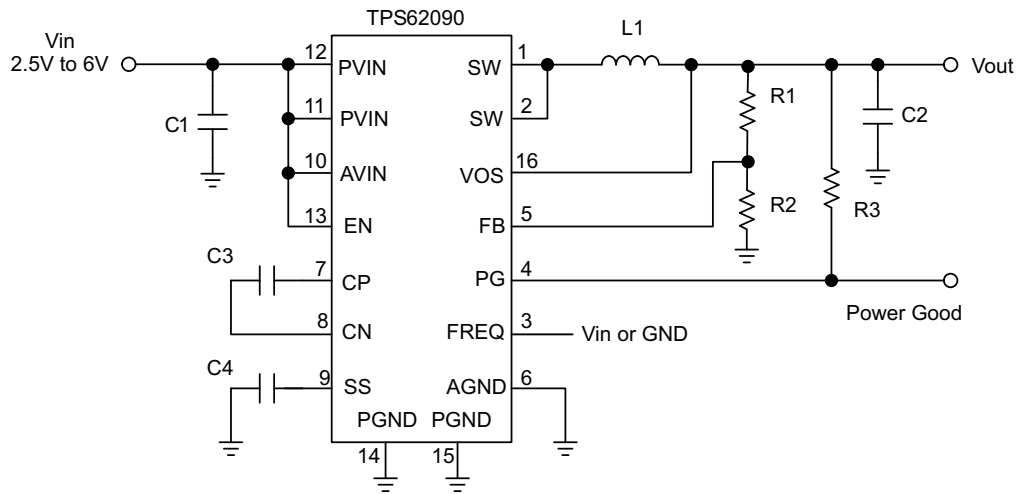 TPS62090
Vin
2.5V to 6V
C1
12
PVIN
11
PVIN
10
AVIN
13
EN
C3
7
CP
8
CN
C4
9
SS
PGND PGND
14
15
1
SW
2
SW
16
VOS
5
FB
4
PG
3
FREQ
Vin or GND
6
AGND
L1
R1
R2
R3
C2
Vout
Power Good